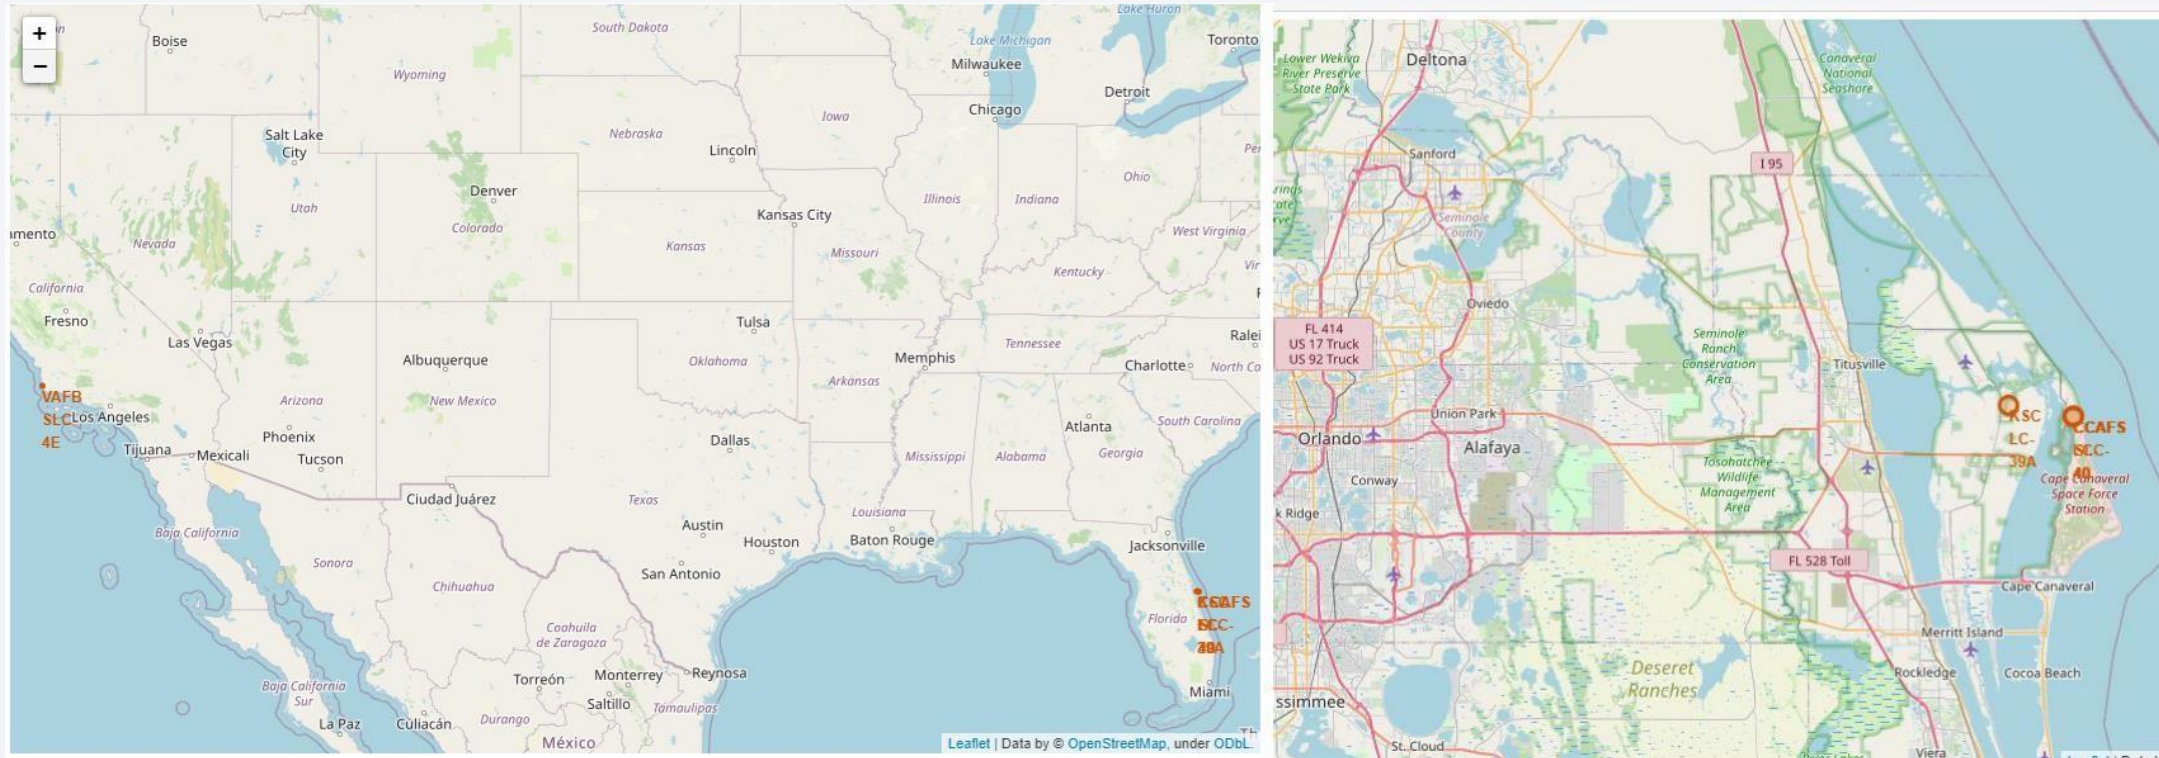 +
−
Boise
South Dakota
Lake Huron
Toronto
Lake Michigan
Milwaukee
Wyoming
Detroit
Chicago
Iowa
Salt Lake
City
Nebraska
Lincoln
Ohio
Denver
Illinois
Indiana
Utah
Kansas City
Colorado
Nevada
Kansas
Missouri
West Virginia
Kentucky
California
Fresno
Tulsa
Las Vegas
Tennessee
Albuquerque
Oklahoma
Memphis
Charlotte
Arkansas
VAFB
SLC-
4E
Los Angeles
Arizona
New Mexico
Phoenix
Dallas
Atlanta
South Carolina
Tijuana
Mexicali
Tucson
Mississippi
Alabama
Georgia
Ciudad Juárez
Texas
Louisiana
Baja California
Austin
Houston
Baton Rouge
Jacksonville
Sonora
San Antonio
Chihuahua
CCAFS
Florida
Coahuila
de Zaragoza
Torreón
Monterrey
Reynosa
Miami
Baja California
Sur
Saltillo
Tamaulipas
La Paz
Culiacán
Durango
México
Leaflet | Data by © OpenStreetMap, under ODbL.
Lower Wekiva
River Preserve
State Park
Deltona
Canaveral
National
Seashore
Sanford
I 95
Seminole
County
Oviedo
FL 414
US 17 Truck
US 92 Truck
Seminole
Ranch
Conservation
Area
Titusville
KSC
LC-
39A
CCAFS
SLC-
40
Union Park
Orlando
Alafaya
Tosohatchee
Wildlife
Management
Area
Conway
Cape Canaveral
Space Force
Station
k Ridge
FL 528 Toll
Cape Canaveral
Merritt Island
Deseret
Ranches
Rockledge
Cocoa Beach
ssimmee
St. Cloud
Viera